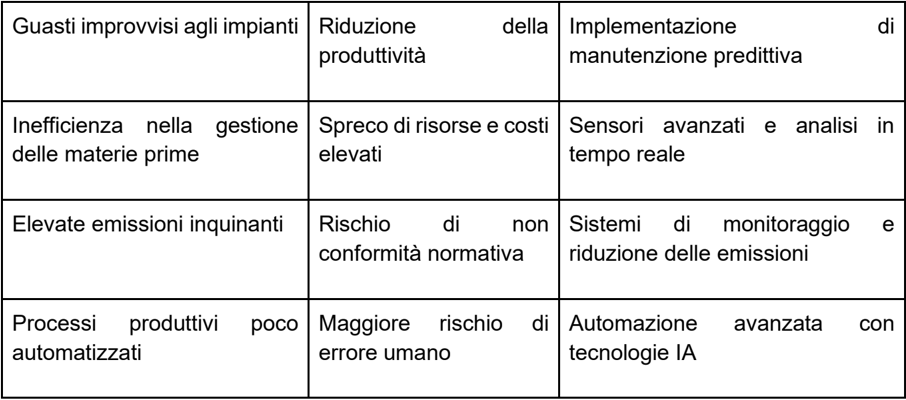 Guasti improvvisi agli impianti
Riduzione della
produttività
Implementazione di
manutenzione predittiva
Inefficienza nella gestione
delle materie prime
Spreco di risorse e costi
elevati
Sensori avanzati e analisi in
tempo reale
Elevate emissioni inquinanti
Rischio di non
conformità normativa
Sistemi di monitoraggio e
riduzione delle emissioni
Processi produttivi poco
automatizzati
Maggiore rischio di
errore umano
Automazione avanzata con
tecnologie IA